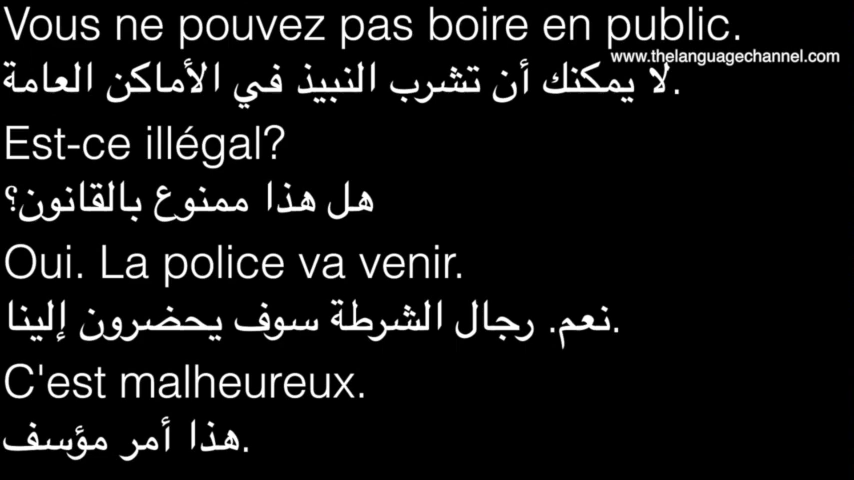 Vous ne pouvez pas boire en public.
www.thelanguagechannel.com
لا يمكنك أن تشرب النبيذ في الأماكن العامة.
Est-ce illégal?
هل هذا ممنوع بالقانون؟
Oui. La police va venir.
نعم. رجال الشرطة سوف يحضرون إلينا.
C'est malheureux.
هذا أمر مؤسف.